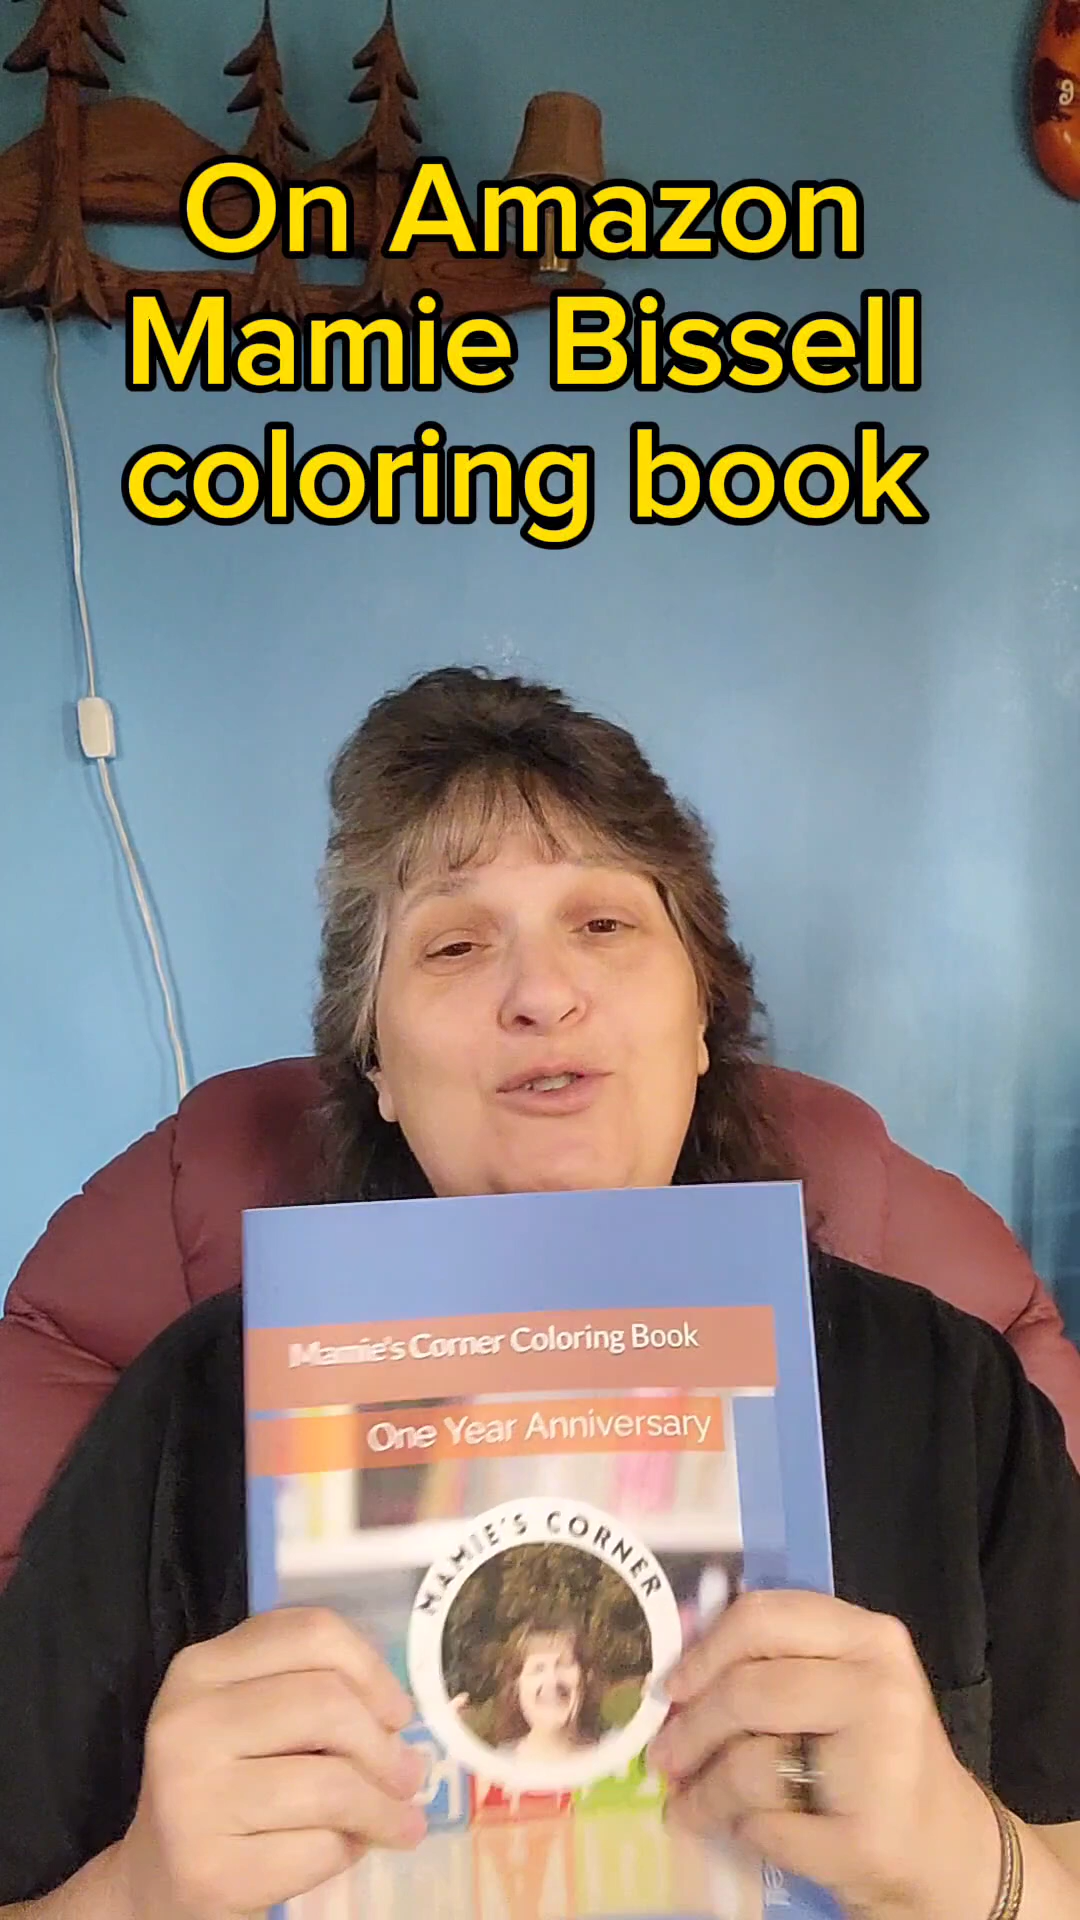 On Amazon
Mamie Bissell
coloring book
Mamie's Corner Coloring Book
One Year Anniversary
MAMIE'S CORNER